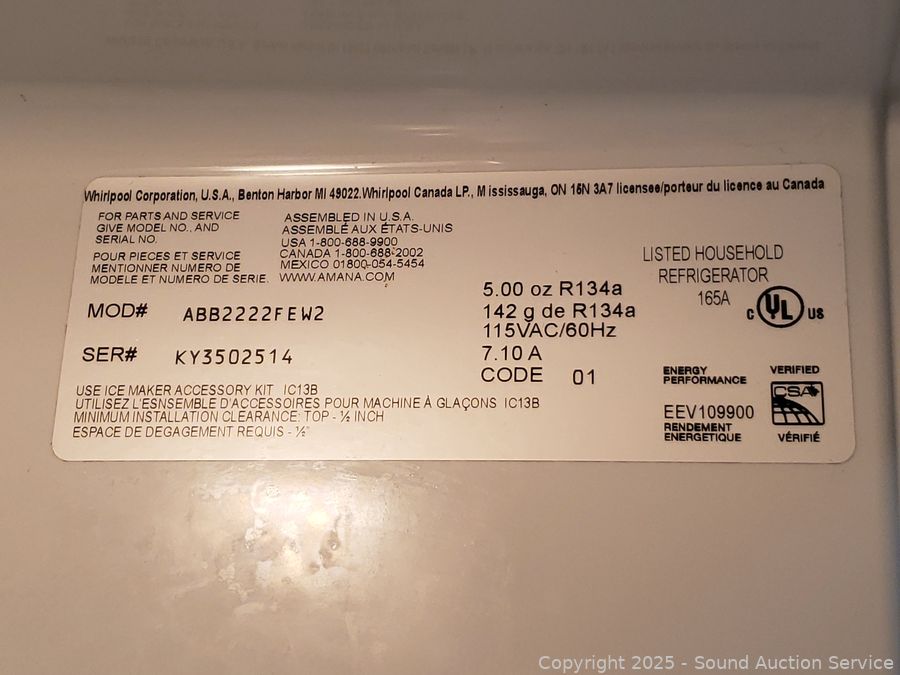 Whirlpool Corporation, U.S.A., Benton Harbor MI 49022.Whirlpool Canada LP., Mississauga, ON 16N 3A7 licensee/porteur du licence au Canada
FOR PARTS AND SERVICE
GIVE MODEL NO., AND
SERIAL NO.
POUR PIECES ET SERVICE
MENTIONNER NUMERO DE
MODELE ET NUMERO DE SERIE.
ASSEMBLED IN U.S.A.
ASSEMBLÉ AUX ÉTATS-UNIS
USA 1-800-688-9900
CANADA 1-800-688-2002
MEXICO 01800-054-5454
WWW.AMANA.COM
LISTED HOUSEHOLD
REFRIGERATOR
165A
C UL US
MOD# ABB2222FEW2
SER# KY3502514
5.00 oz R134a
142 g de R134a
115VAC/60Hz
7.10 A
CODE 01
USE ICE MAKER ACCESSORY KIT IC13B
UTILISEZ L'ESNSEMBLE D'ACCESSOIRES POUR MACHINE À GLAÇONS IC13B
MINIMUM INSTALLATION CLEARANCE: TOP - ½ INCH
ESPACE DE DEGAGEMENT REQUIS - ½"
ENERGY
PERFORMANCE
EEV109900
RENDEMENT
ENERGETIQUE
VERIFIED
CSA
VÉRIFIÉ
Copyright © 2025 - Sound Auction Service